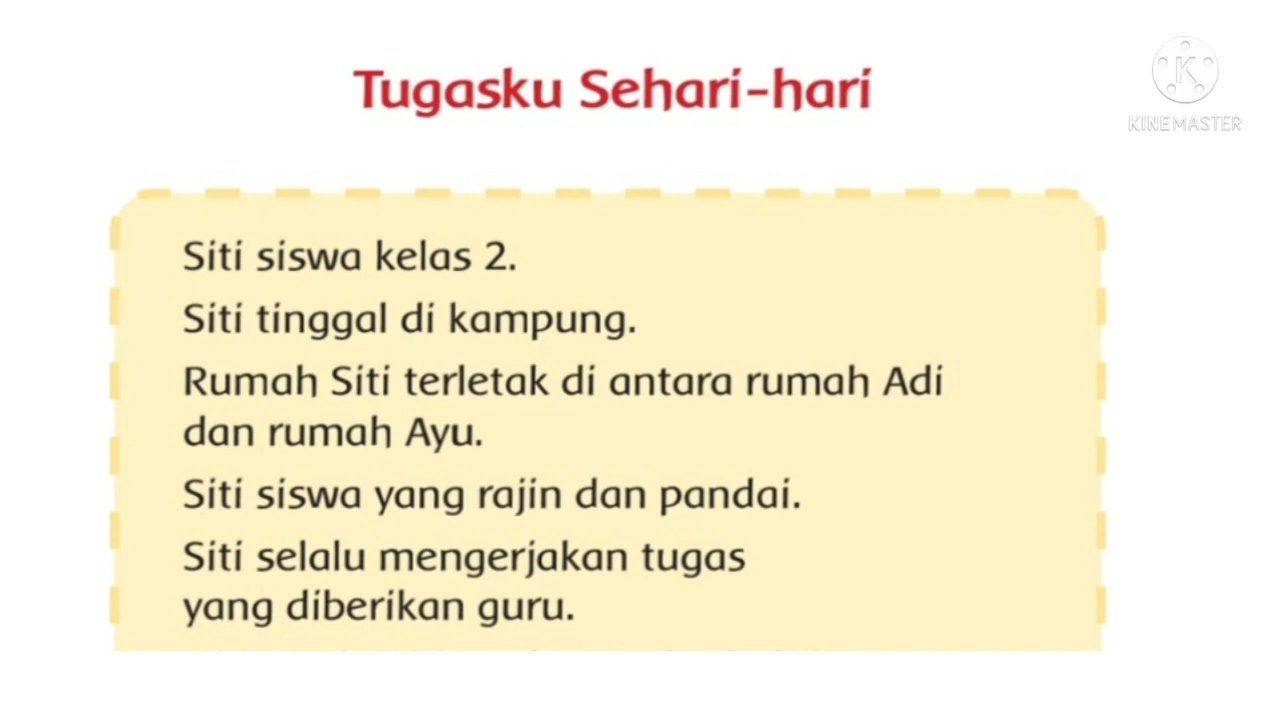 Tugasku Sehari-hari
KINEMASTER
Siti siswa kelas 2.
Siti tinggal di kampung.
Rumah Siti terletak di antara rumah Adi
dan rumah Ayu.
Siti siswa yang rajin dan pandai.
Siti selalu mengerjakan tugas
yang diberikan guru.